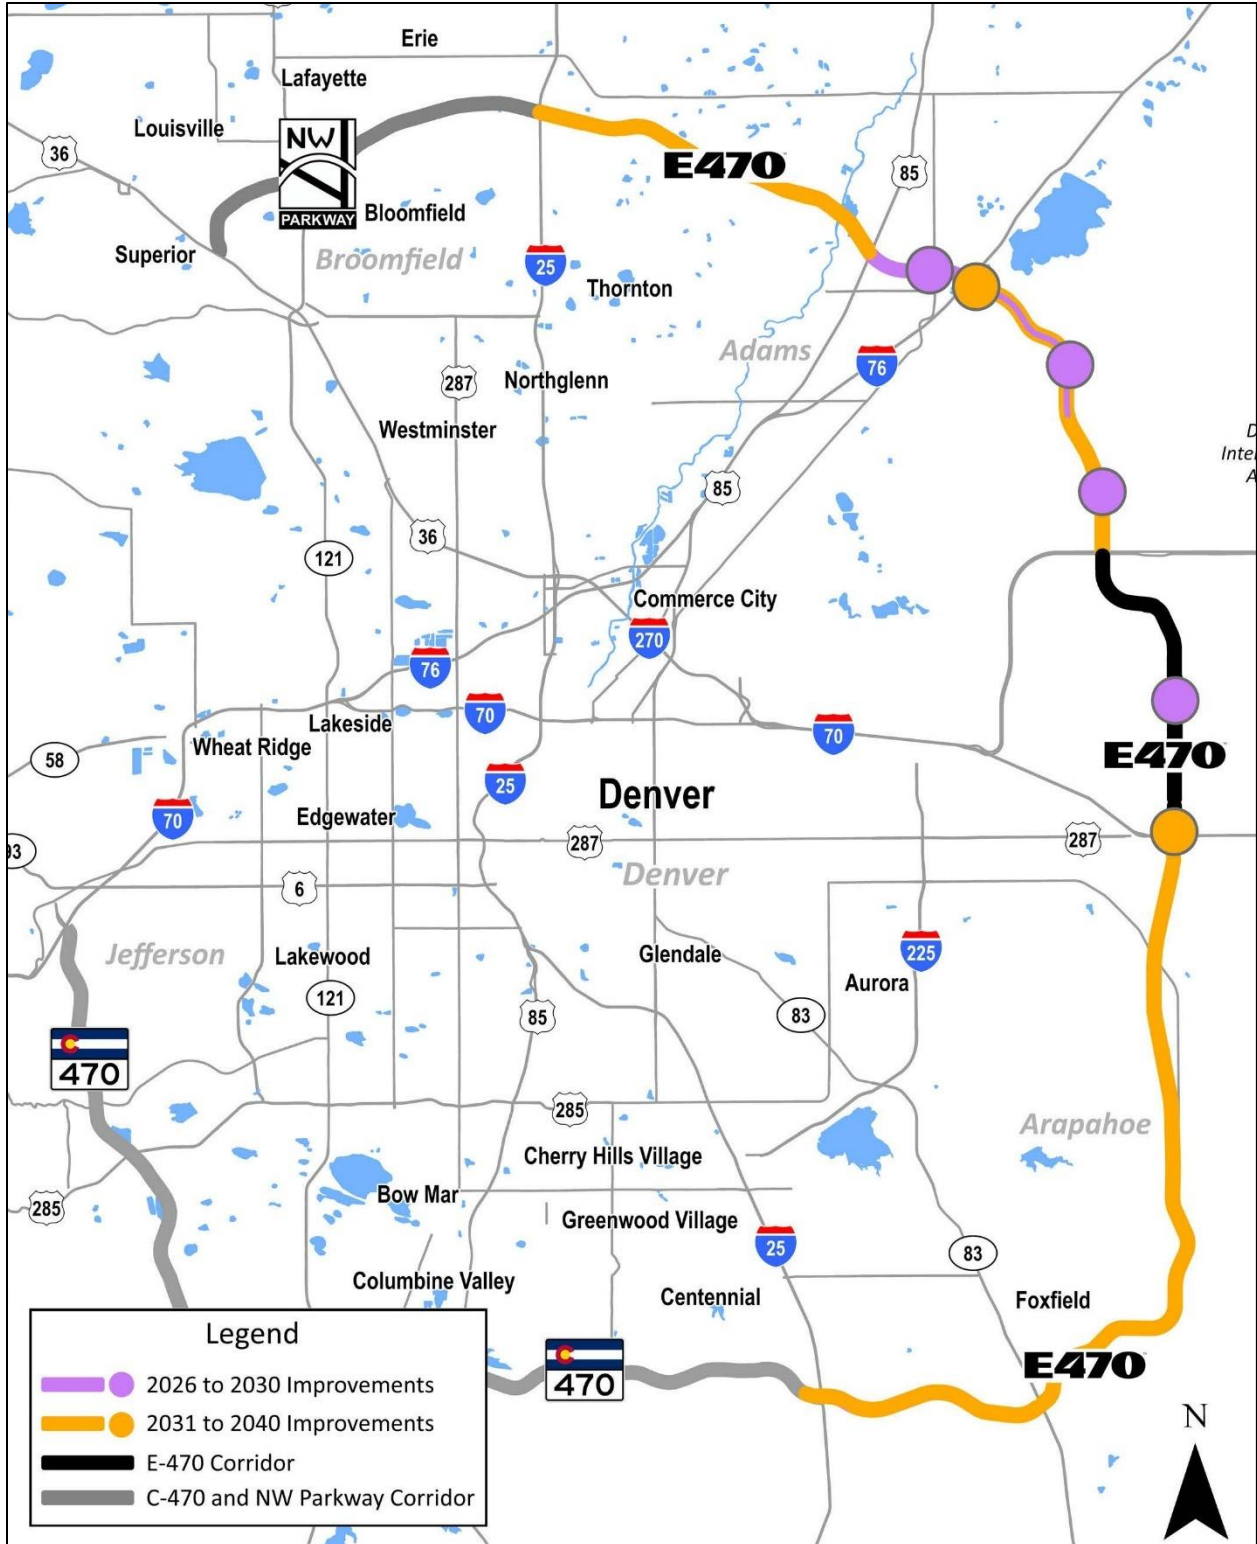 Erie
Lafayette
Louisville
NW
PARKWAY
36
E470
85
Bloomfield
Superior
Broomfield
25
Thornton
Adams
76
287
Northglenn
Westminster
D
Inte
A
85
36
121
Commerce City
270
76
70
Lakeside
Wheat Ridge
70
58
E470
25
Denver
70
Edgewater
287
287
93
Denver
6
Jefferson
Lakewood
Glendale
225
Aurora
121
85
83
470
285
Arapahoe
Cherry Hills Village
Bow Mar
285
Greenwood Village
25
83
Columbine Valley
Centennial
Foxfield
470
E470
Legend
2026 to 2030 Improvements
2031 to 2040 Improvements
E-470 Corridor
C-470 and NW Parkway Corridor
N